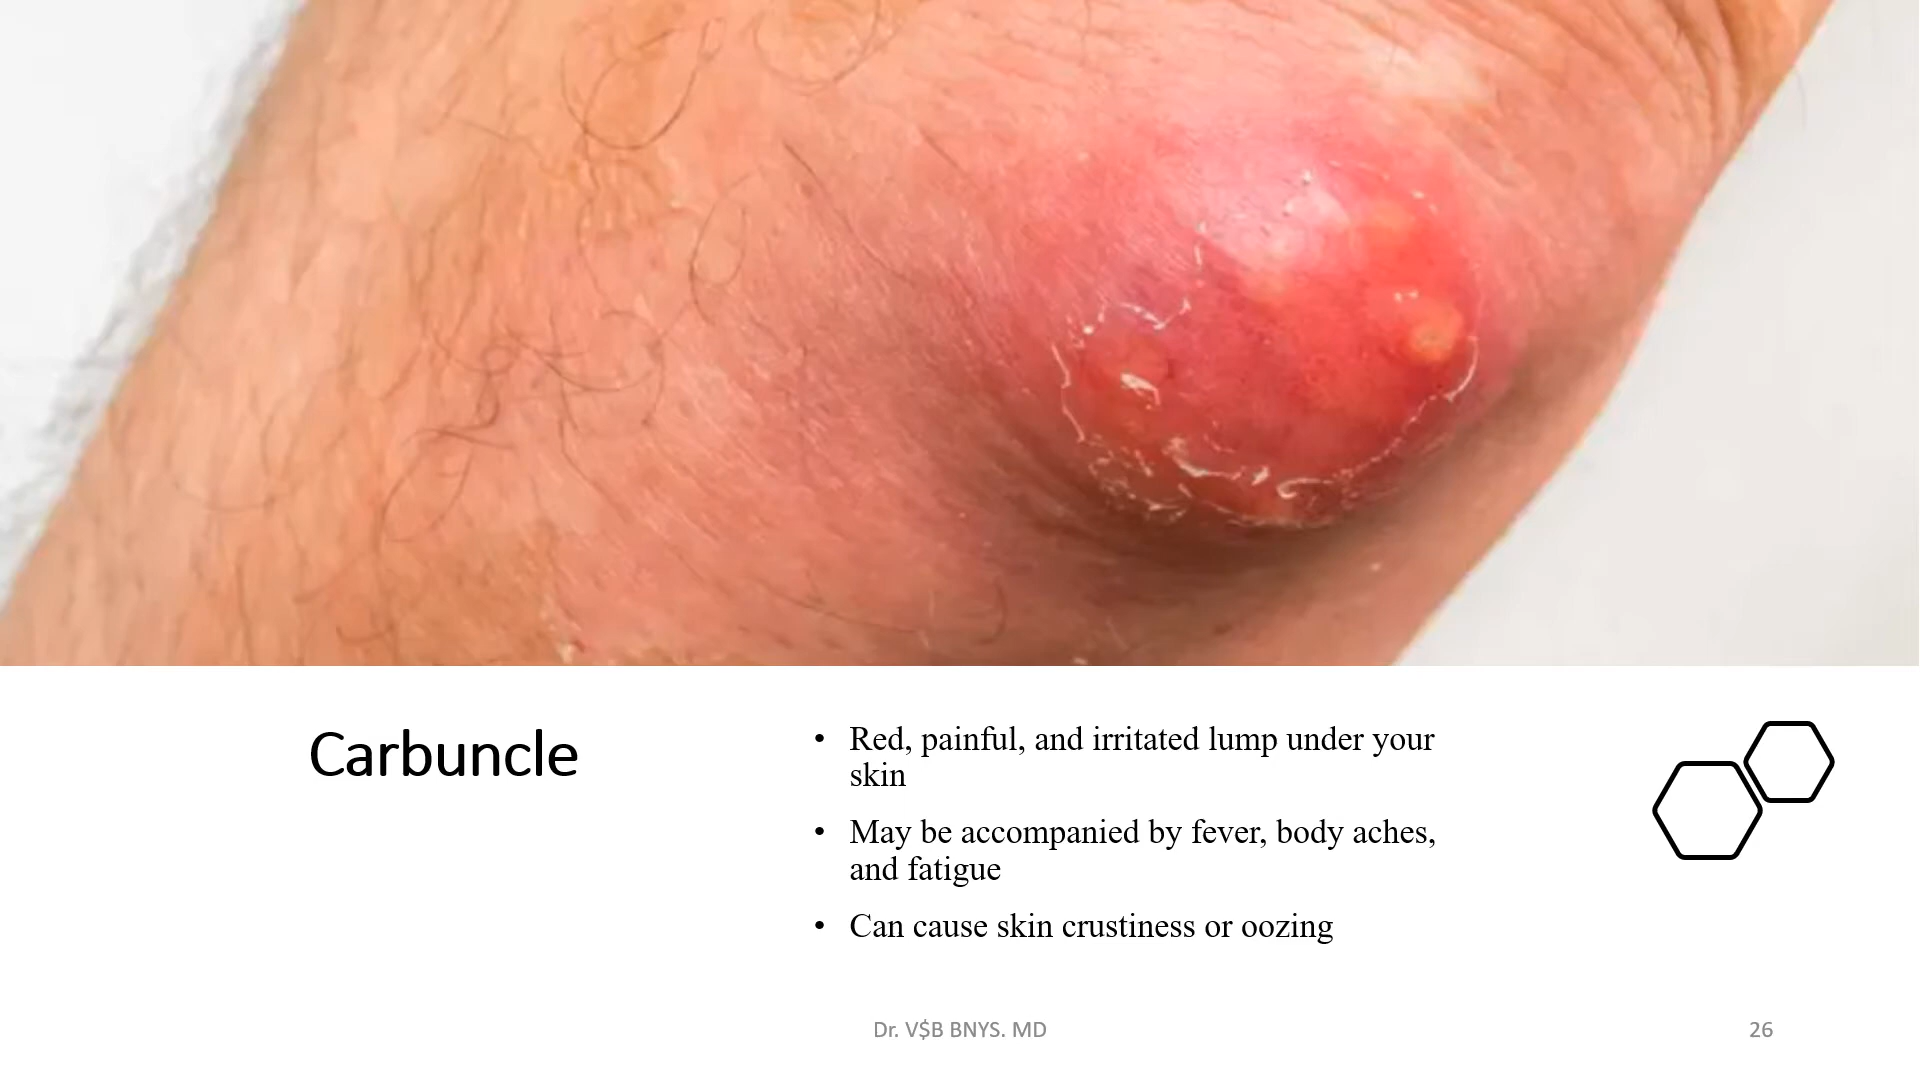 Carbuncle
• Red, painful, and irritated lump under your
skin
• May be accompanied by fever, body aches,
and fatigue
• Can cause skin crustiness or oozing
Dr. V$B BNYS. MD
26